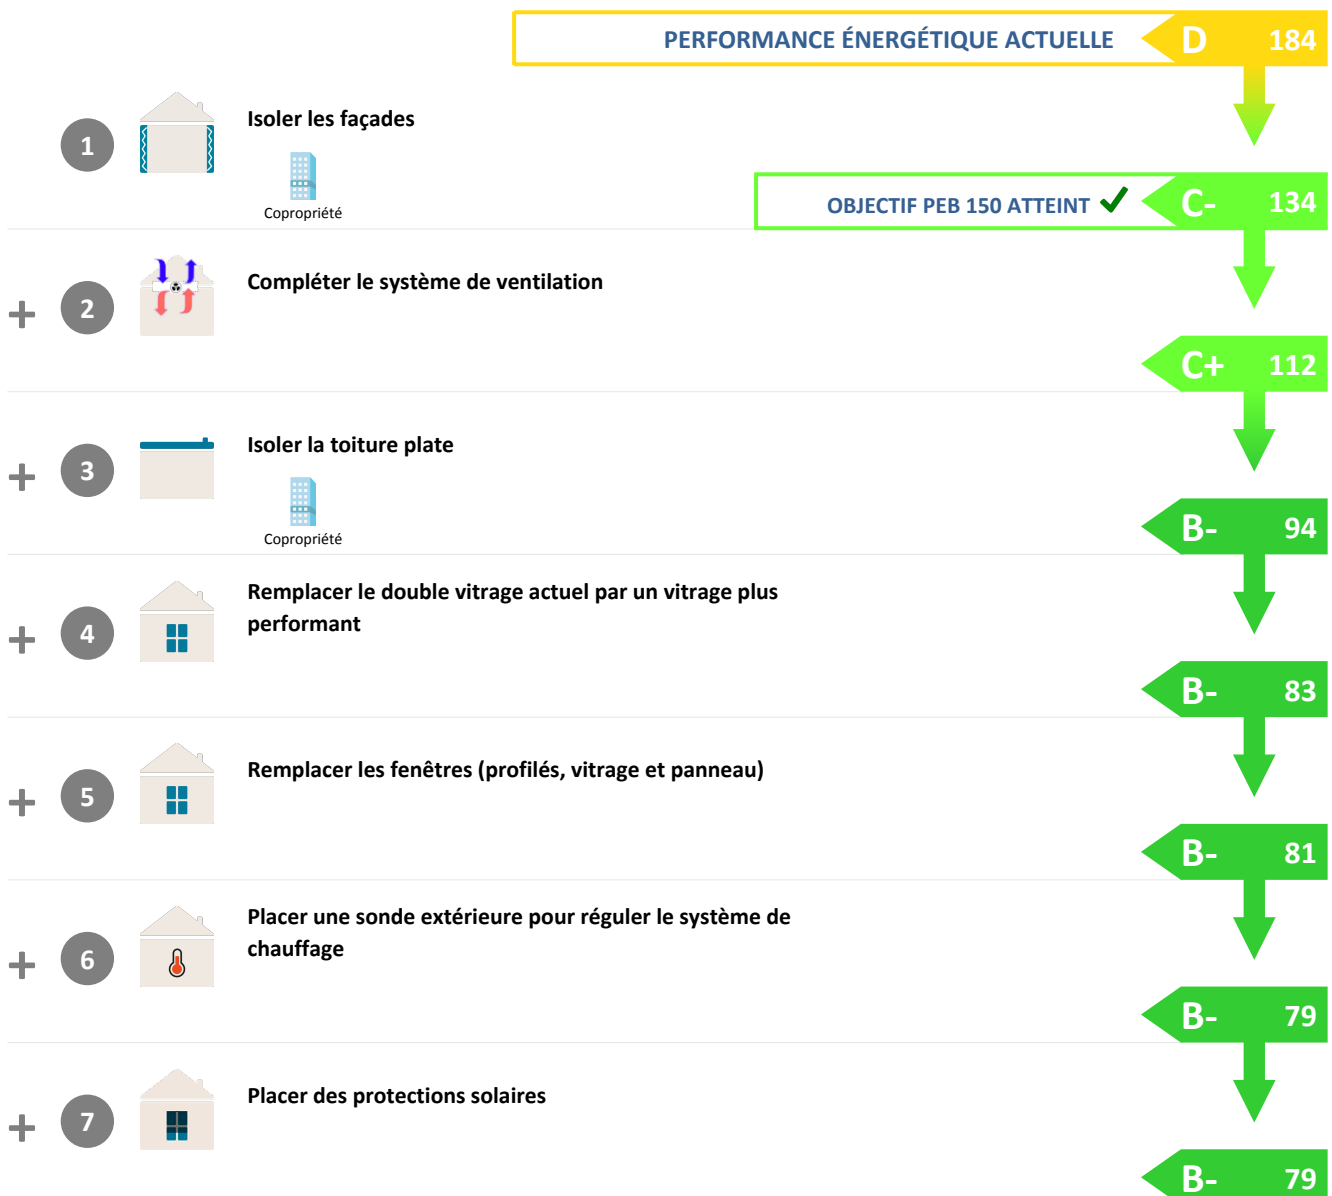 PERFORMANCE ÉNERGÉTIQUE ACTUELLE D 184
1 Isoler les façades
Copropriété
OBJECTIF PEB 150 ATTEINT C- 134
+ 2 Compléter le système de ventilation
C+ 112
+ 3 Isoler la toiture plate
Copropriété
B- 94
Remplacer le double vitrage actuel par un vitrage plus
+ 4 performant
B- 83
+ 5 Remplacer les fenêtres (profilés, vitrage et panneau)
B- 81
Placer une sonde extérieure pour réguler le système de
+ 6 chauffage
B- 79
+ 7 Placer des protections solaires
B- 79